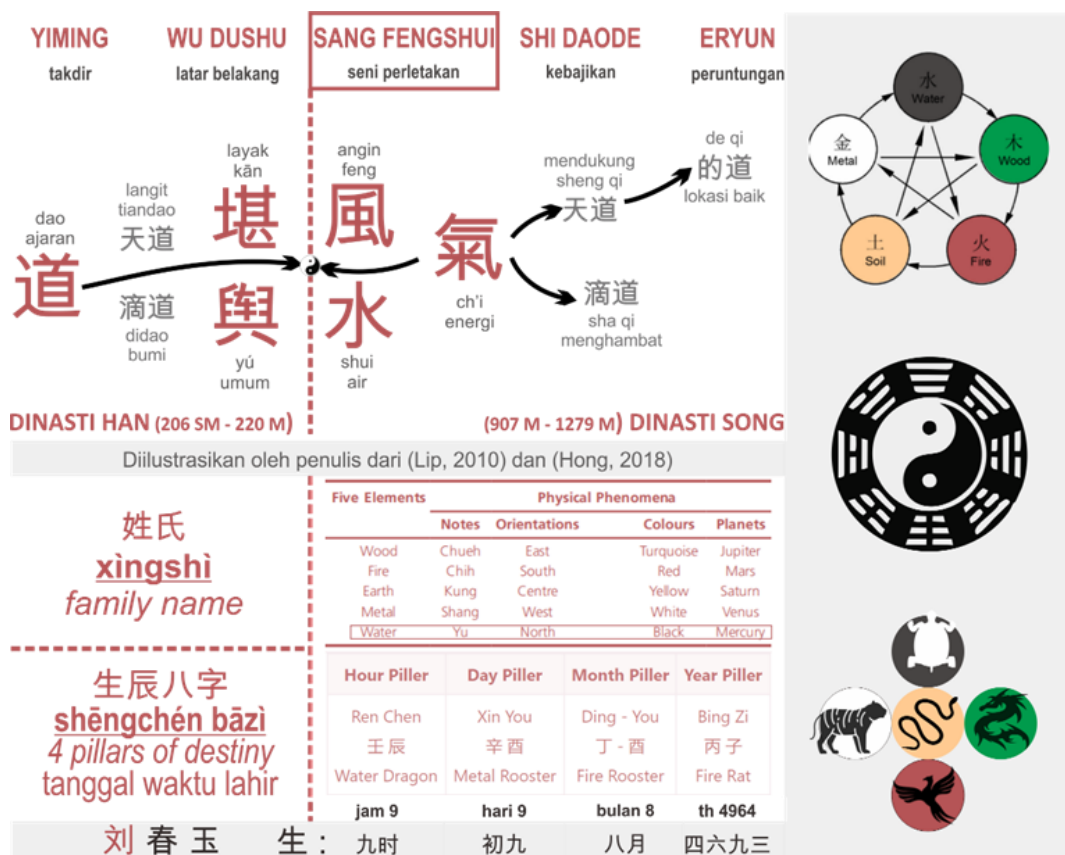 YIMING WU DUSHU SANG FENGSHUI SHI DAODE ERYUN
takdir latar belakang seni perletakan kebajikan peruntungan
dao
ajaran
道
langit
tiandao
天道
滴道
didao
bumi
layak
kān
堪
輿
yú
umum
angin
feng
風
水
shui
air
氣
ch'i
energi
mendukung
sheng qi
天道
滴道
sha qi
menghambat
de qi
的道
lokasi baik
DINASTI HAN (206 SM - 220 M)
(907 M - 1279 M) DINASTI SONG
Diilustrasikan oleh penulis dari (Lip, 2010) dan (Hong, 2018)
姓氏
xìngshì
family name
生辰八字
shēngchén bāzì
4 pillars of destiny
tanggal waktu lahir
Five Elements Physical Phenomena
Notes Orientations Colours Planets
Wood Chueh East Turquoise Jupiter
Fire Chih South Red Mars
Earth Kung Centre Yellow Saturn
Metal Shang West White Venus
Water Yu North Black Mercury
Hour Piller Day Piller Month Piller Year Piller
Ren Chen Xin You Ding - You Bing Zi
壬辰 辛酉 丁-酉 丙子
Water Dragon Metal Rooster Fire Rooster Fire Rat
jam 9 hari 9 bulan 8 th 4964
刘春玉 生: 九时 初九 八月 四六九三
水
Water
金
Metal
木
Wood
土
Soil
火
Fire